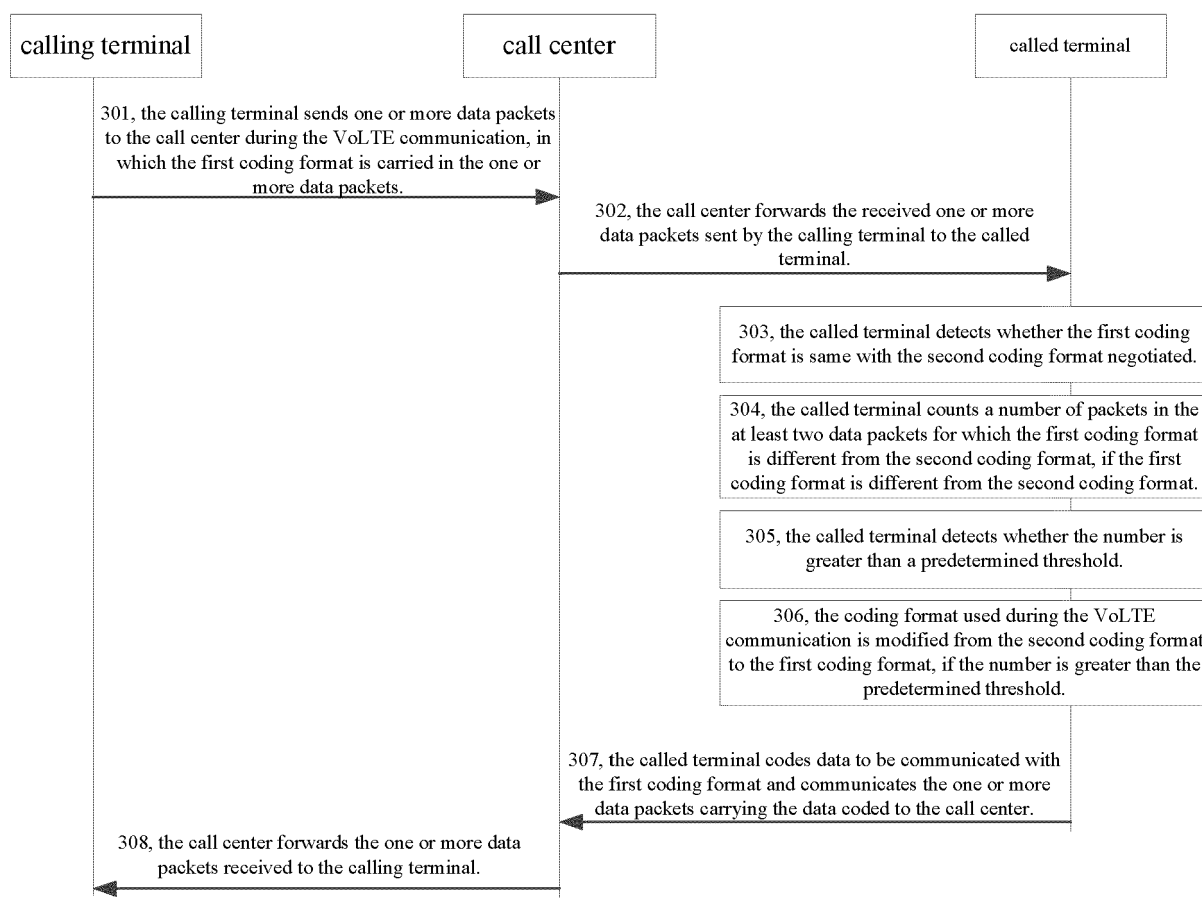 calling terminal
call center
called terminal
301, the calling terminal sends one or more data packets
to the call center during the VoLTE communication, in
which the first coding format is carried in the one or
more data packets.
302, the call center forwards the received one or more
data packets sent by the calling terminal to the called
terminal.
303, the called terminal detects whether the first coding
format is same with the second coding format negotiated.
304, the called terminal counts a number of packets in the
at least two data packets for which the first coding format
is different from the second coding format, if the first
coding format is different from the second coding format.
305, the called terminal detects whether the number is
greater than a predetermined threshold.
306, the coding format used during the VoLTE
communication is modified from the second coding format
to the first coding format, if the number is greater than the
predetermined threshold.
307, the called terminal codes data to be communicated with
the first coding format and communicates the one or more
data packets carrying the data coded to the call center.
308, the call center forwards the one or more data
packets received to the calling terminal.